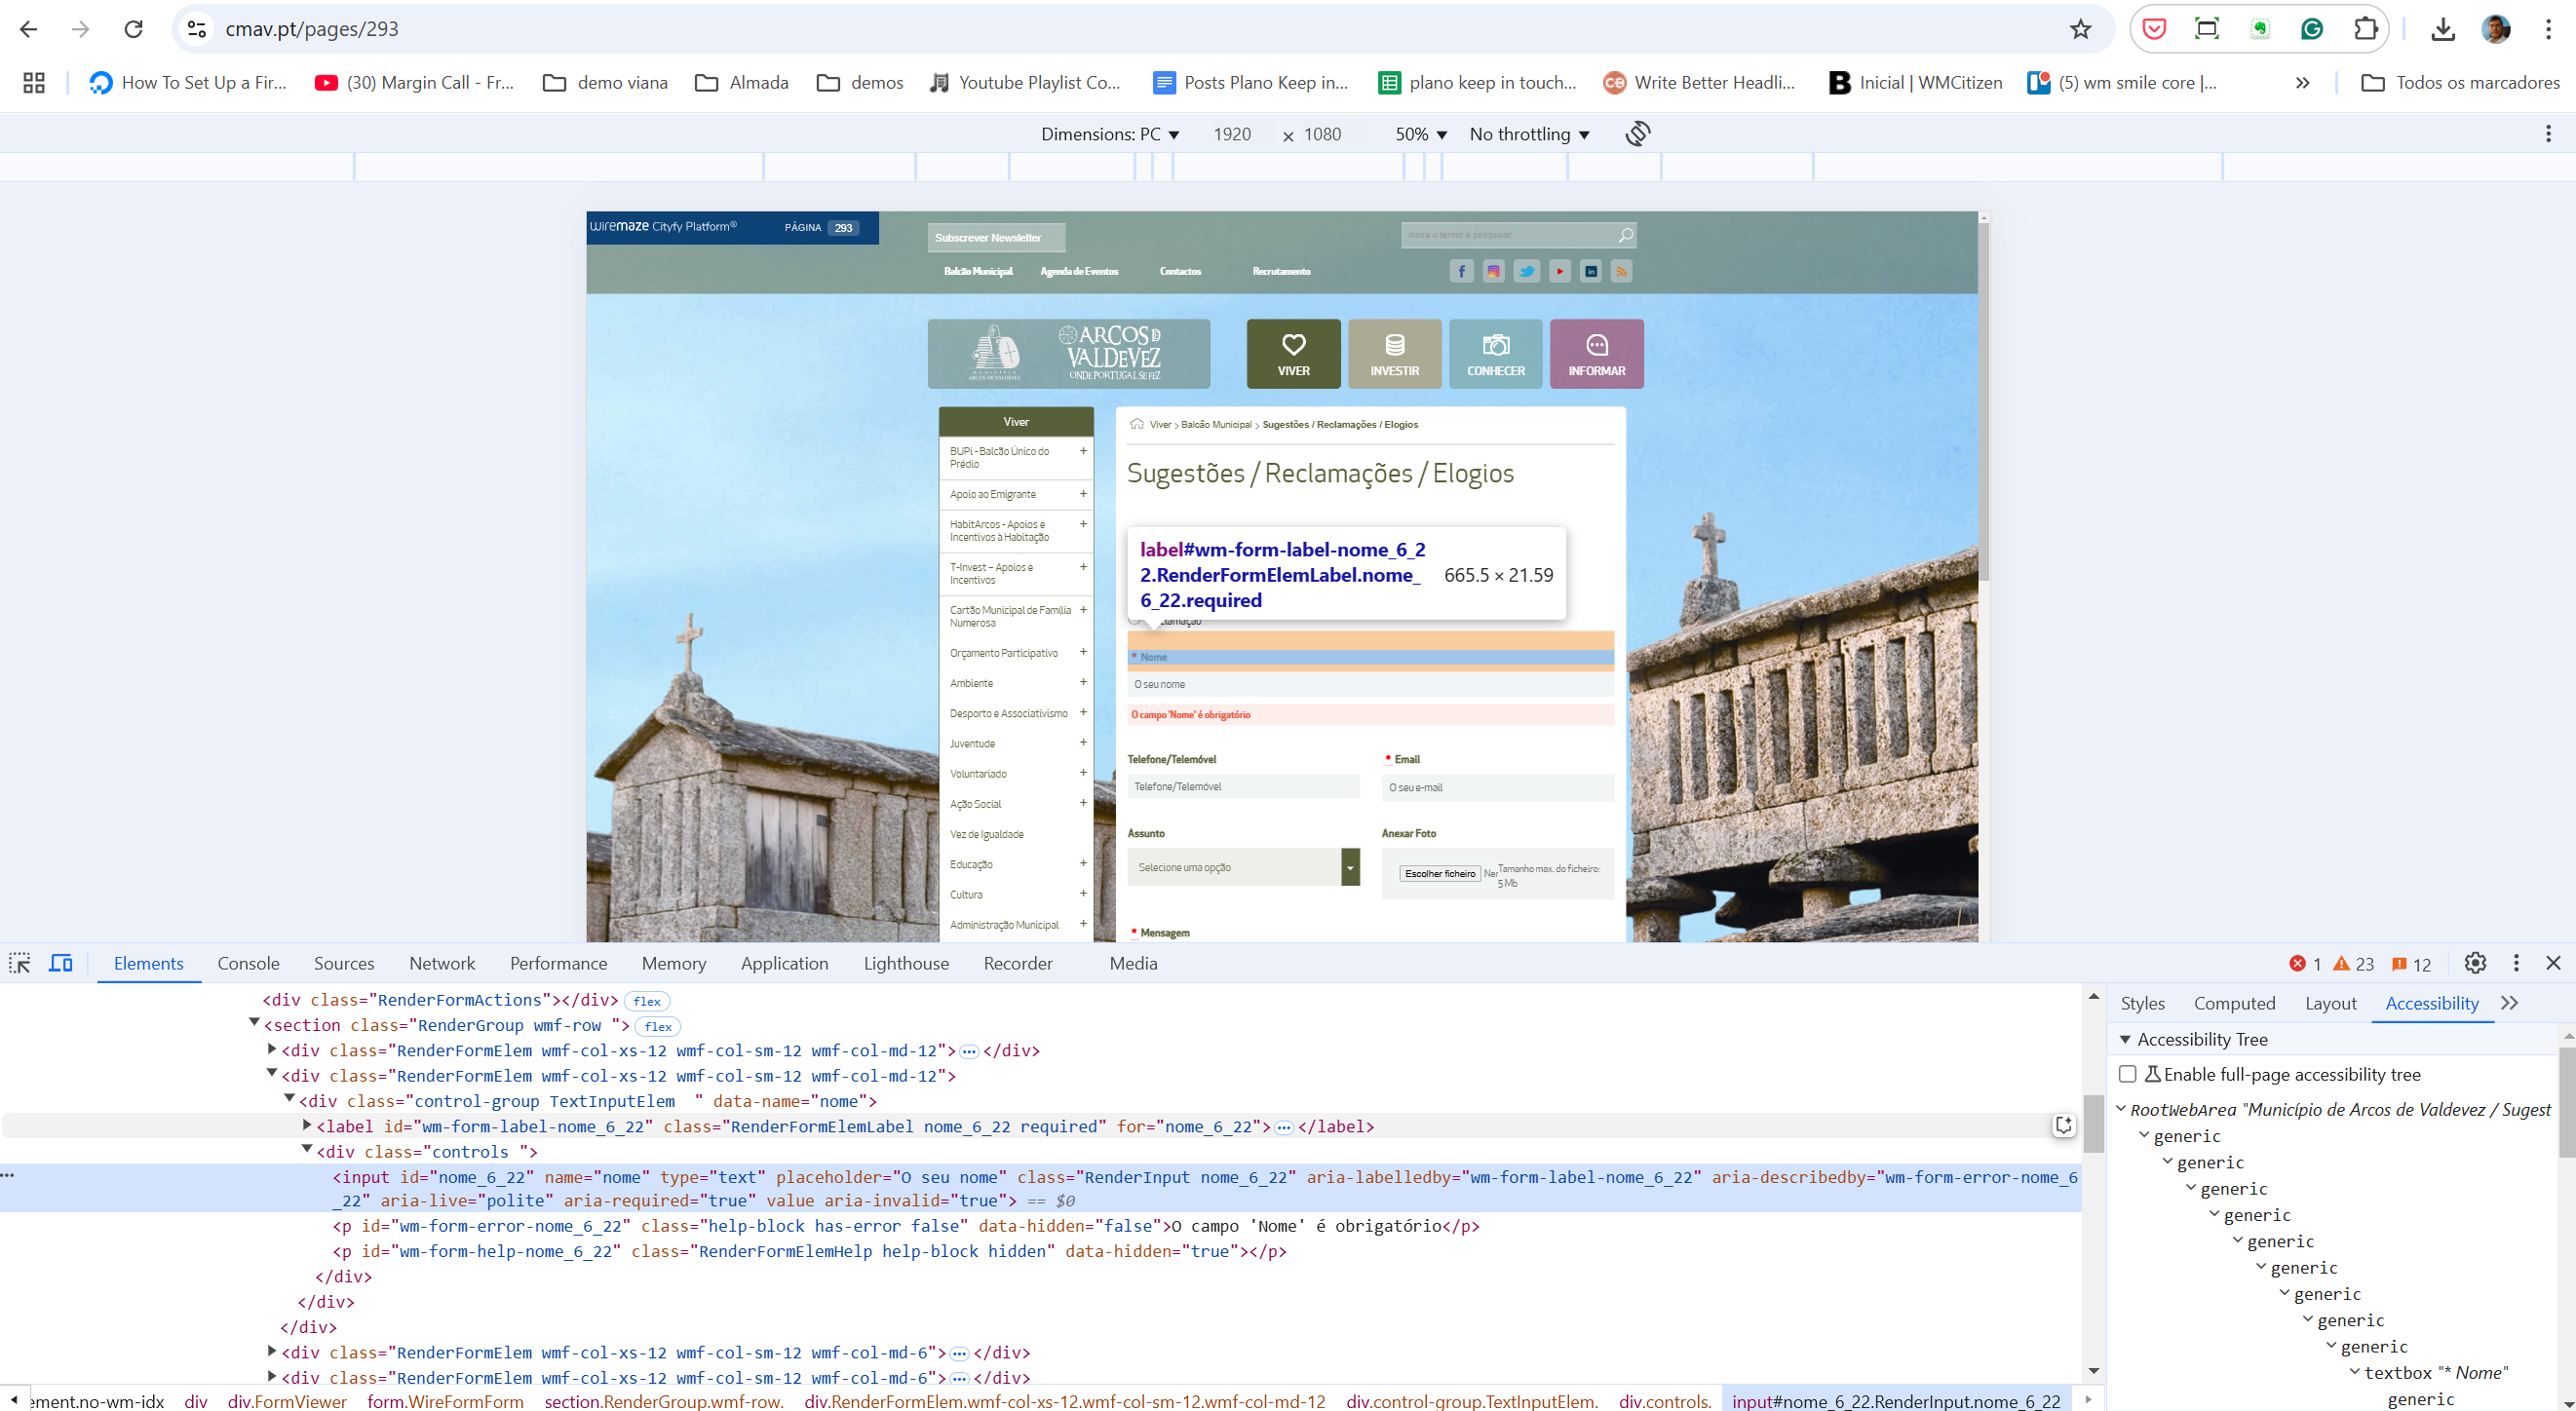 cmav.pt/pages/293
How To Set Up a Fir...
(30) Margin Call - Fr...
demo viana
Almada
demos
Youtube Playlist Co...
Posts Plano Keep in...
plano keep in touch...
Write Better Headli...
Inicial | WMCitizen
(5) wm smile core |...
Todos os marcadores
Dimensions: PC
1920 × 1080
50%
No throttling
wiremaze Cityfy Platform®
PÁGINA 293
Subscrever Newsletter
insira o termo a pesquisar
Balcão Municipal
Agenda de Eventos
Contactos
Recrutamento
MUNICÍPIO
ARCOS DE VALDEVEZ
ARCOS DE
VALDEVEZ
ONDE PORTUGAL SE FEZ
VIVER
INVESTIR
CONHECER
INFORMAR
Viver
BUPi - Balcão Único do
Prédio
Apoio ao Emigrante
HabitArcos - Apoios e
Incentivos à Habitação
T-Invest – Apoios e
Incentivos
Cartão Municipal de Família
Numerosa
Orçamento Participativo
Ambiente
Desporto e Associativismo
Juventude
Voluntariado
Ação Social
Vez de Igualdade
Educação
Cultura
Administração Municipal
Viver > Balcão Municipal > Sugestões / Reclamações / Elogios
Sugestões / Reclamações / Elogios
label#wm-form-label-nome_6_2
2.RenderFormElemLabel.nome_
6_22.required
665.5 × 21.59
* Nome
O seu nome
O campo 'Nome' é obrigatório
Telefone/Telemóvel
* Email
Telefone/Telemóvel
O seu e-mail
Assunto
Anexar Foto
Selecione uma opção
Escolher ficheiro
Tamanho max. do ficheiro:
5 Mb
* Mensagem
Elements
Console
Sources
Network
Performance
Memory
Application
Lighthouse
Recorder
Media
1
23
12
<div class="RenderFormActions"></div> flex
<section class="RenderGroup wmf-row "> flex
<div class="RenderFormElem wmf-col-xs-12 wmf-col-sm-12 wmf-col-md-12">…</div>
<div class="RenderFormElem wmf-col-xs-12 wmf-col-sm-12 wmf-col-md-12">
<div class="control-group TextInputElem  " data-name="nome">
<label id="wm-form-label-nome_6_22" class="RenderFormElemLabel nome_6_22 required" for="nome_6_22">…</label>
<div class="controls ">
<input id="nome_6_22" name="nome" type="text" placeholder="O seu nome" class="RenderInput nome_6_22" aria-labelledby="wm-form-label-nome_6_22" aria-describedby="wm-form-error-nome_6
_22" aria-live="polite" aria-required="true" value aria-invalid="true"> == $0
<p id="wm-form-error-nome_6_22" class="help-block has-error false" data-hidden="false">O campo 'Nome' é obrigatório</p>
<p id="wm-form-help-nome_6_22" class="RenderFormElemHelp help-block hidden" data-hidden="true"></p>
</div>
</div>
</div>
<div class="RenderFormElem wmf-col-xs-12 wmf-col-sm-12 wmf-col-md-6">…</div>
<div class="RenderFormElem wmf-col-xs-12 wmf-col-sm-12 wmf-col-md-6">…</div>
ement.no-wm-idx div div.FormViewer form.WireFormForm section.RenderGroup.wmf-row. div.RenderFormElem.wmf-col-xs-12.wmf-col-sm-12.wmf-col-md-12 div.control-group.TextInputElem. div.controls. input#nome_6_22.RenderInput.nome_6_22
Styles
Computed
Layout
Accessibility
Accessibility Tree
Enable full-page accessibility tree
RootWebArea "Município de Arcos de Valdevez / Sugest
generic
generic
generic
generic
generic
generic
generic
generic
generic
textbox "* Nome"
generic